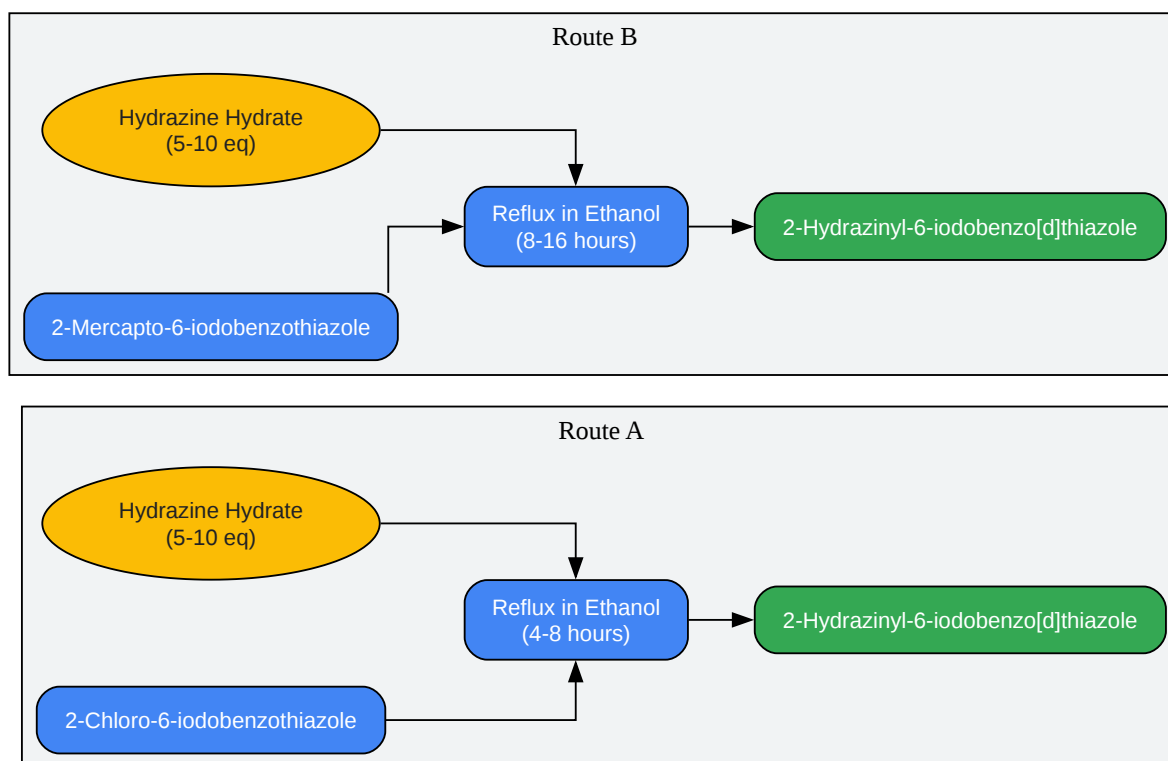 Route B
Hydrazine Hydrate
(5-10 eq)
Reflux in Ethanol
(8-16 hours)
2-Hydrazinyl-6-iodobenzo[d]thiazole
2-Mercapto-6-iodobenzothiazole
Route A
Hydrazine Hydrate
(5-10 eq)
Reflux in Ethanol
(4-8 hours)
2-Hydrazinyl-6-iodobenzo[d]thiazole
2-Chloro-6-iodobenzothiazole